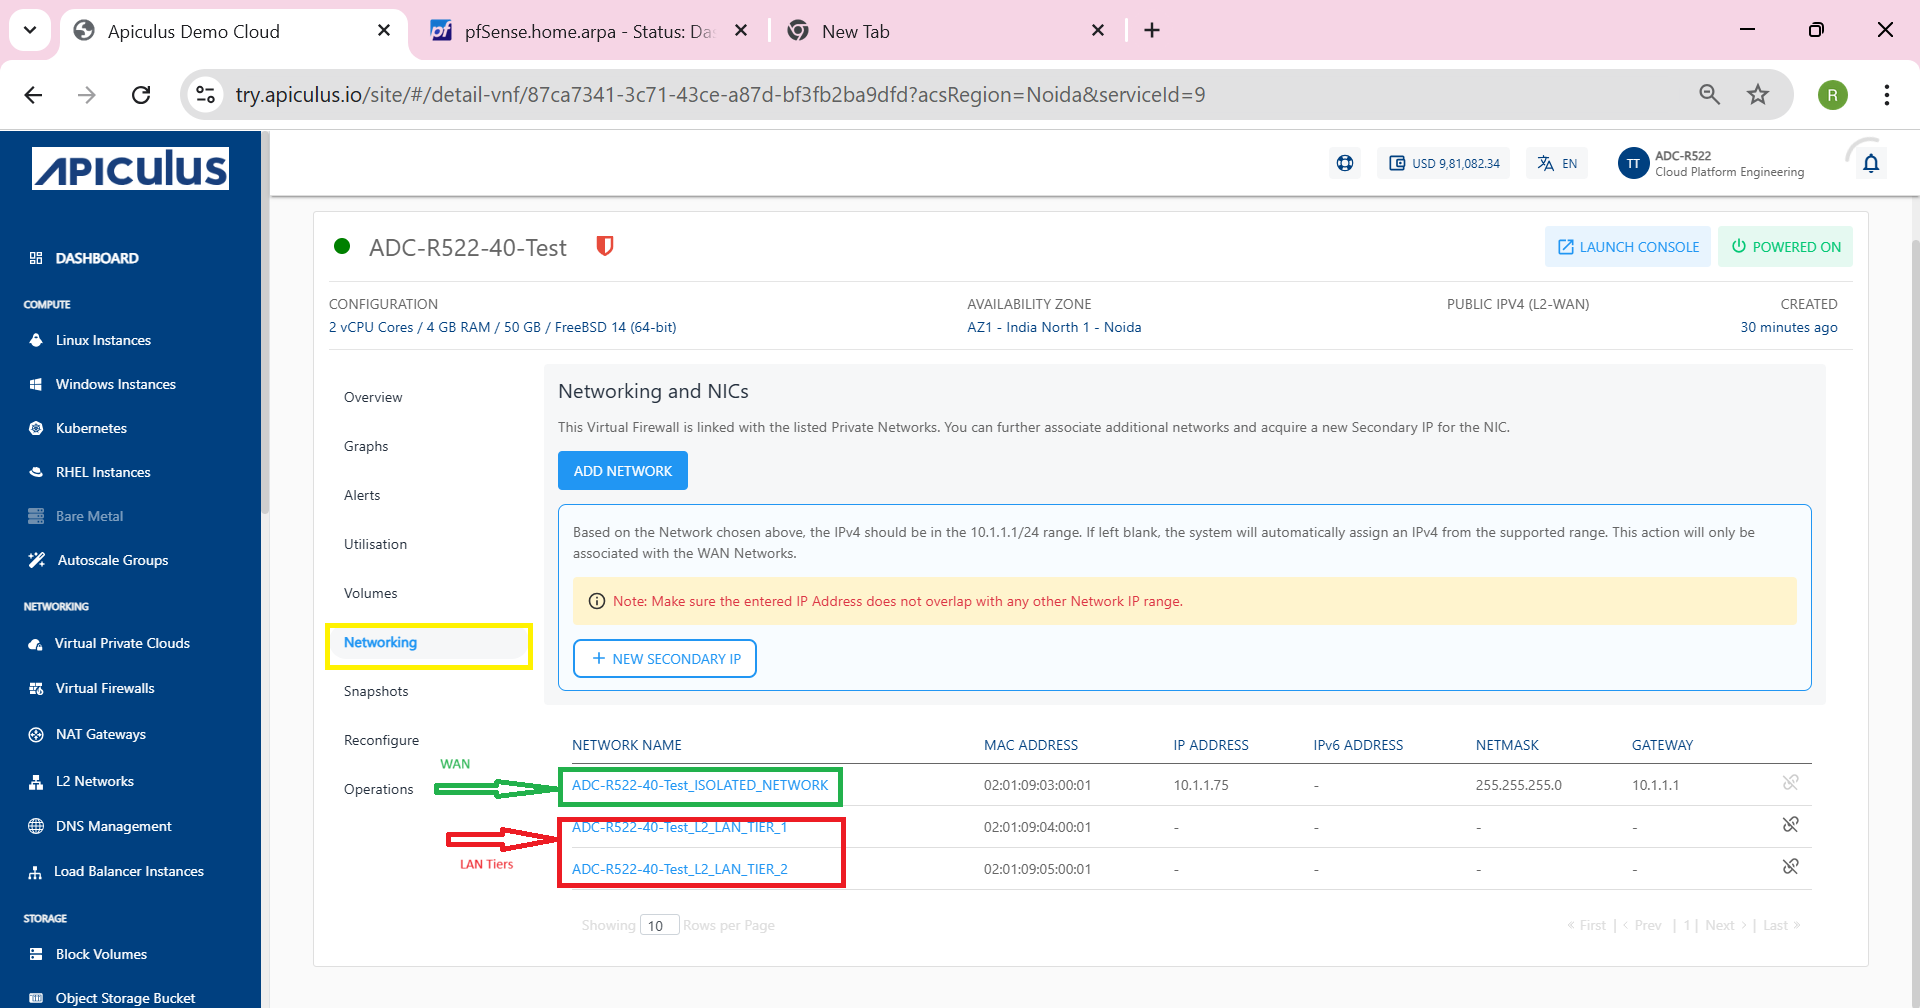 Apiculus Demo Cloud
pfSense.home.arpa - Status: Da
New Tab
try.apiculus.io/site/#/detail-vnf/87ca7341-3c71-43ce-a87d-bf3fb2ba9dfd?acsRegion=Noida&serviceId=9
R
APICULUS
USD 9,81,082.34
EN
TT
ADC-R522
Cloud Platform Engineering
DASHBOARD
COMPUTE
Linux Instances
Windows Instances
Kubernetes
RHEL Instances
Bare Metal
Autoscale Groups
NETWORKING
Virtual Private Clouds
Virtual Firewalls
NAT Gateways
L2 Networks
DNS Management
Load Balancer Instances
STORAGE
Block Volumes
Object Storage Bucket
ADC-R522-40-Test
LAUNCH CONSOLE
POWERED ON
CONFIGURATION
2 vCPU Cores / 4 GB RAM / 50 GB / FreeBSD 14 (64-bit)
AVAILABILITY ZONE
AZ1 - India North 1 - Noida
PUBLIC IPV4 (L2-WAN)
CREATED
30 minutes ago
Overview
Graphs
Alerts
Utilisation
Volumes
Networking
Snapshots
Reconfigure
Operations
Networking and NICs
This Virtual Firewall is linked with the listed Private Networks. You can further associate additional networks and acquire a new Secondary IP for the NIC.
ADD NETWORK
Based on the Network chosen above, the IPv4 should be in the 10.1.1.1/24 range. If left blank, the system will automatically assign an IPv4 from the supported range. This action will only be
associated with the WAN Networks.
Note: Make sure the entered IP Address does not overlap with any other Network IP range.
+ NEW SECONDARY IP
NETWORK NAME MAC ADDRESS IP ADDRESS IPv6 ADDRESS NETMASK GATEWAY
WAN
ADC-R522-40-Test_ISOLATED_NETWORK 02:01:09:03:00:01 10.1.1.75 - 255.255.255.0 10.1.1.1
ADC-R522-40-Test_L2_LAN_TIER_1 02:01:09:04:00:01 - - - -
LAN Tiers
ADC-R522-40-Test_L2_LAN_TIER_2 02:01:09:05:00:01 - - - -
Showing 10 Rows per Page
« First | ‹ Prev | 1 | Next › | Last »